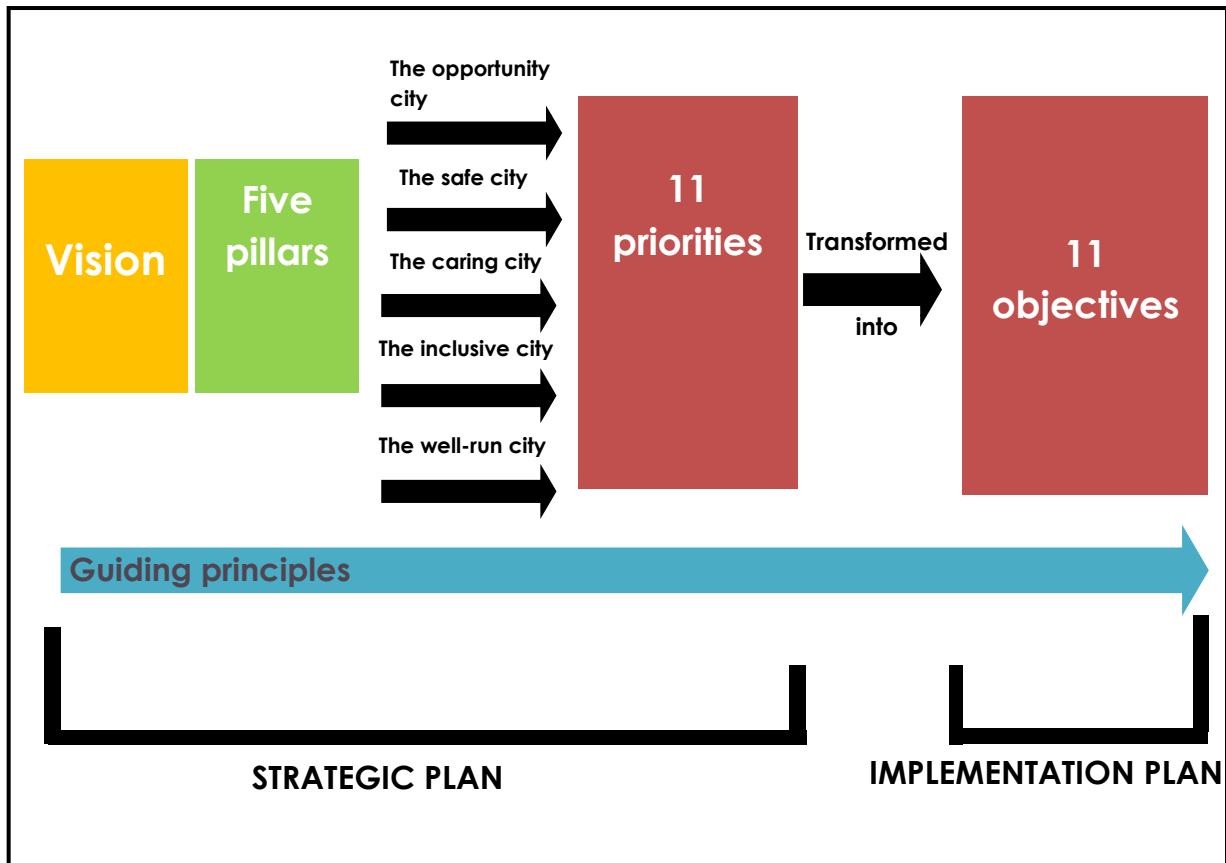 The opportunity
city
The safe city
The caring city
The inclusive city
The well-run city
Vision
Five
pillars
11
priorities
Transformed
into
11
objectives
Guiding principles
STRATEGIC PLAN
IMPLEMENTATION PLAN